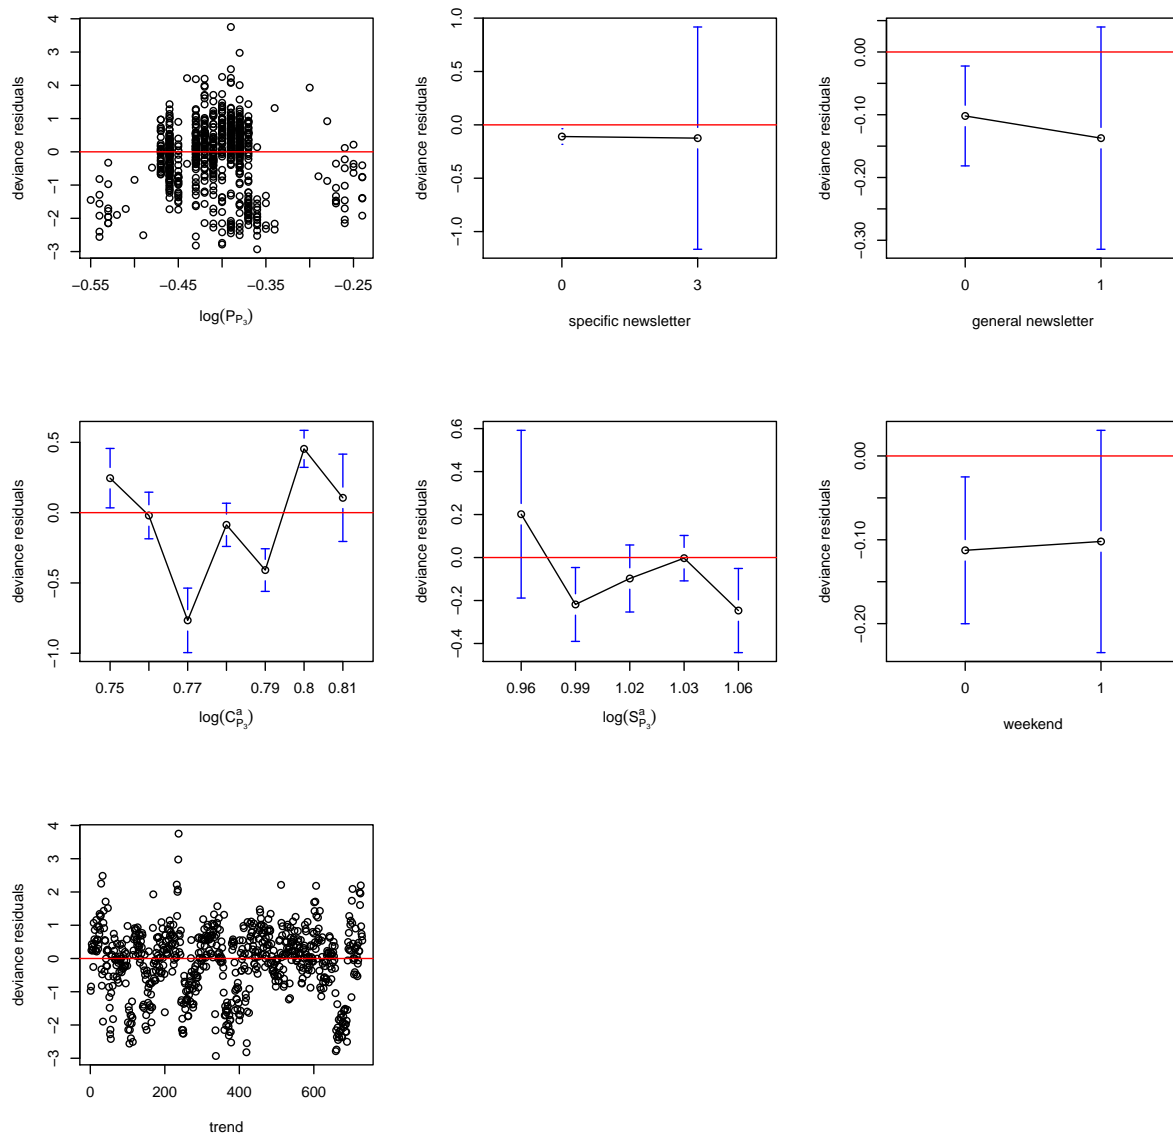 4
3
2
1
0
−1
−2
−3
deviance residuals
−0.55 −0.45 −0.35 −0.25
log(P_{P_3})
1.0
0.5
0.0
−0.5
−1.0
deviance residuals
0 3
specific newsletter
0.00
−0.10
−0.20
−0.30
deviance residuals
0 1
general newsletter
0.5
0.0
−0.5
−1.0
deviance residuals
0.75 0.77 0.79 0.8 0.81
log(C^a_{P_3})
0.6
0.4
0.2
0.0
−0.2
−0.4
deviance residuals
0.96 0.99 1.02 1.03 1.06
log(S^a_{P_3})
0.00
−0.10
−0.20
deviance residuals
0 1
weekend
4
3
2
1
0
−1
−2
−3
deviance residuals
0 200 400 600
trend